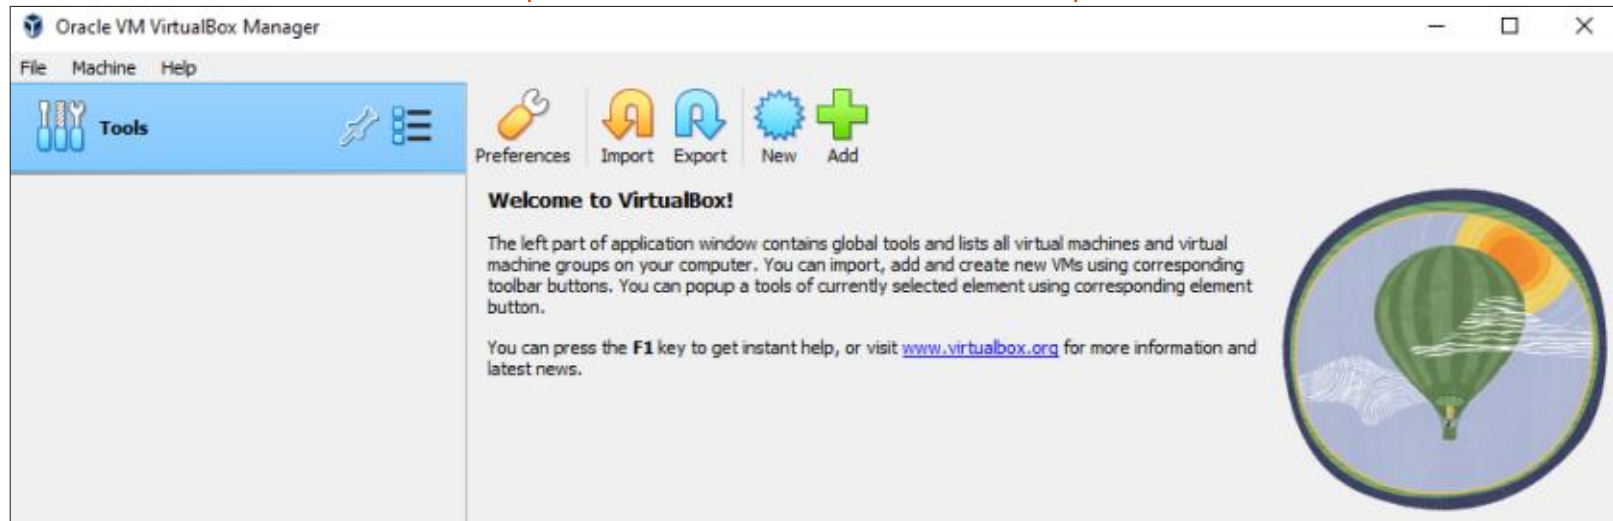 Oracle VM VirtualBox Manager
File Machine Help
Tools
Preferences Import Export New Add
Welcome to VirtualBox!
The left part of application window contains global tools and lists all virtual machines and virtual
machine groups on your computer. You can import, add and create new VMs using corresponding
toolbar buttons. You can popup a tools of currently selected element using corresponding element
button.
You can press the F1 key to get instant help, or visit www.virtualbox.org for more information and
latest news.